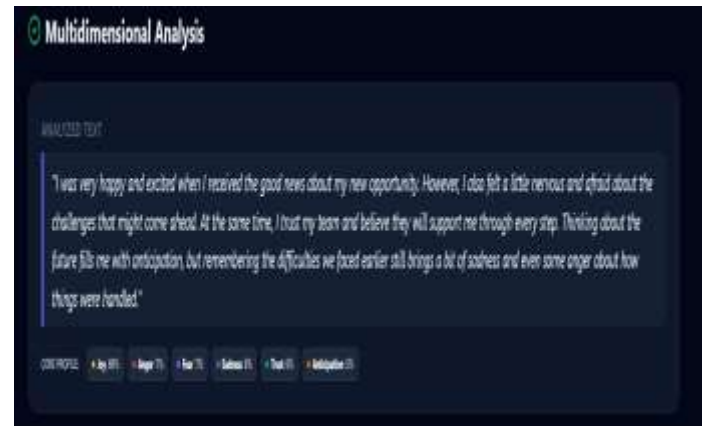 Multidimensional Analysis
ANALYZED TEXT
"I was very happy and excited when I received the good news about my new opportunity. However, I also felt a little nervous and afraid about the
challenges that might come ahead. At the same time, I trust my team and believe they will support me through every step. Thinking about the
future fills me with anticipation, but remembering the difficulties we faced earlier still brings a bit of sadness and even some anger about how
things were handled."
CORE PROFILE: Joy Anger Fear Sadness Trust Anticipation